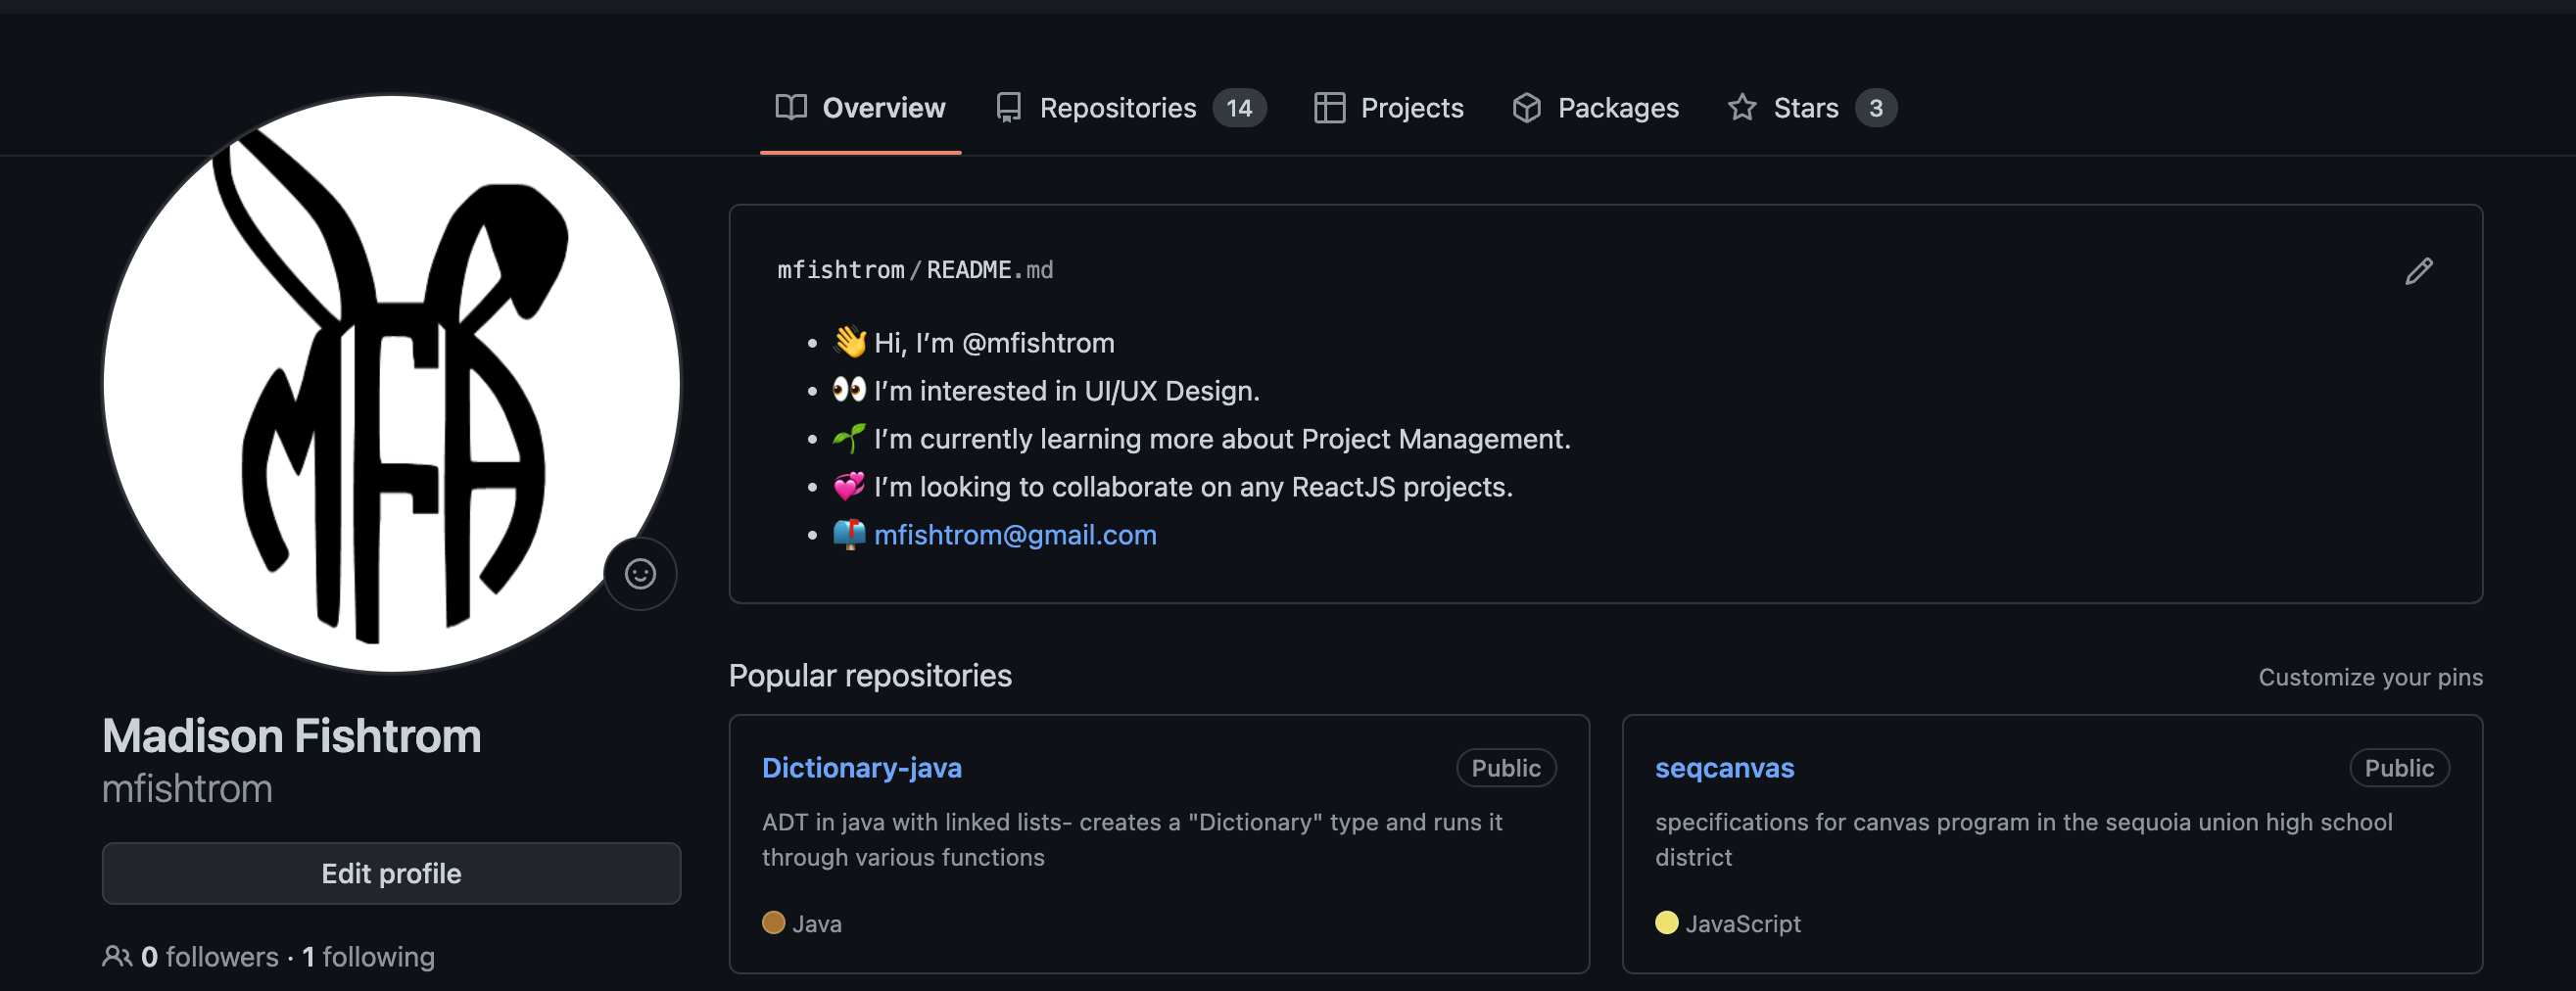 Overview Repositories 14 Projects Packages Stars 3
MFA
mfishtrom/README.md
👋 Hi, I’m @mfishtrom
👀 I’m interested in UI/UX Design.
🌱 I’m currently learning more about Project Management.
💞️ I’m looking to collaborate on any ReactJS projects.
📫 mfishtrom@gmail.com
Madison Fishtrom
mfishtrom
Edit profile
0 followers · 1 following
Popular repositories
Customize your pins
Dictionary-java Public
ADT in java with linked lists- creates a "Dictionary" type and runs it
through various functions
Java
seqcanvas Public
specifications for canvas program in the sequoia union high school
district
JavaScript